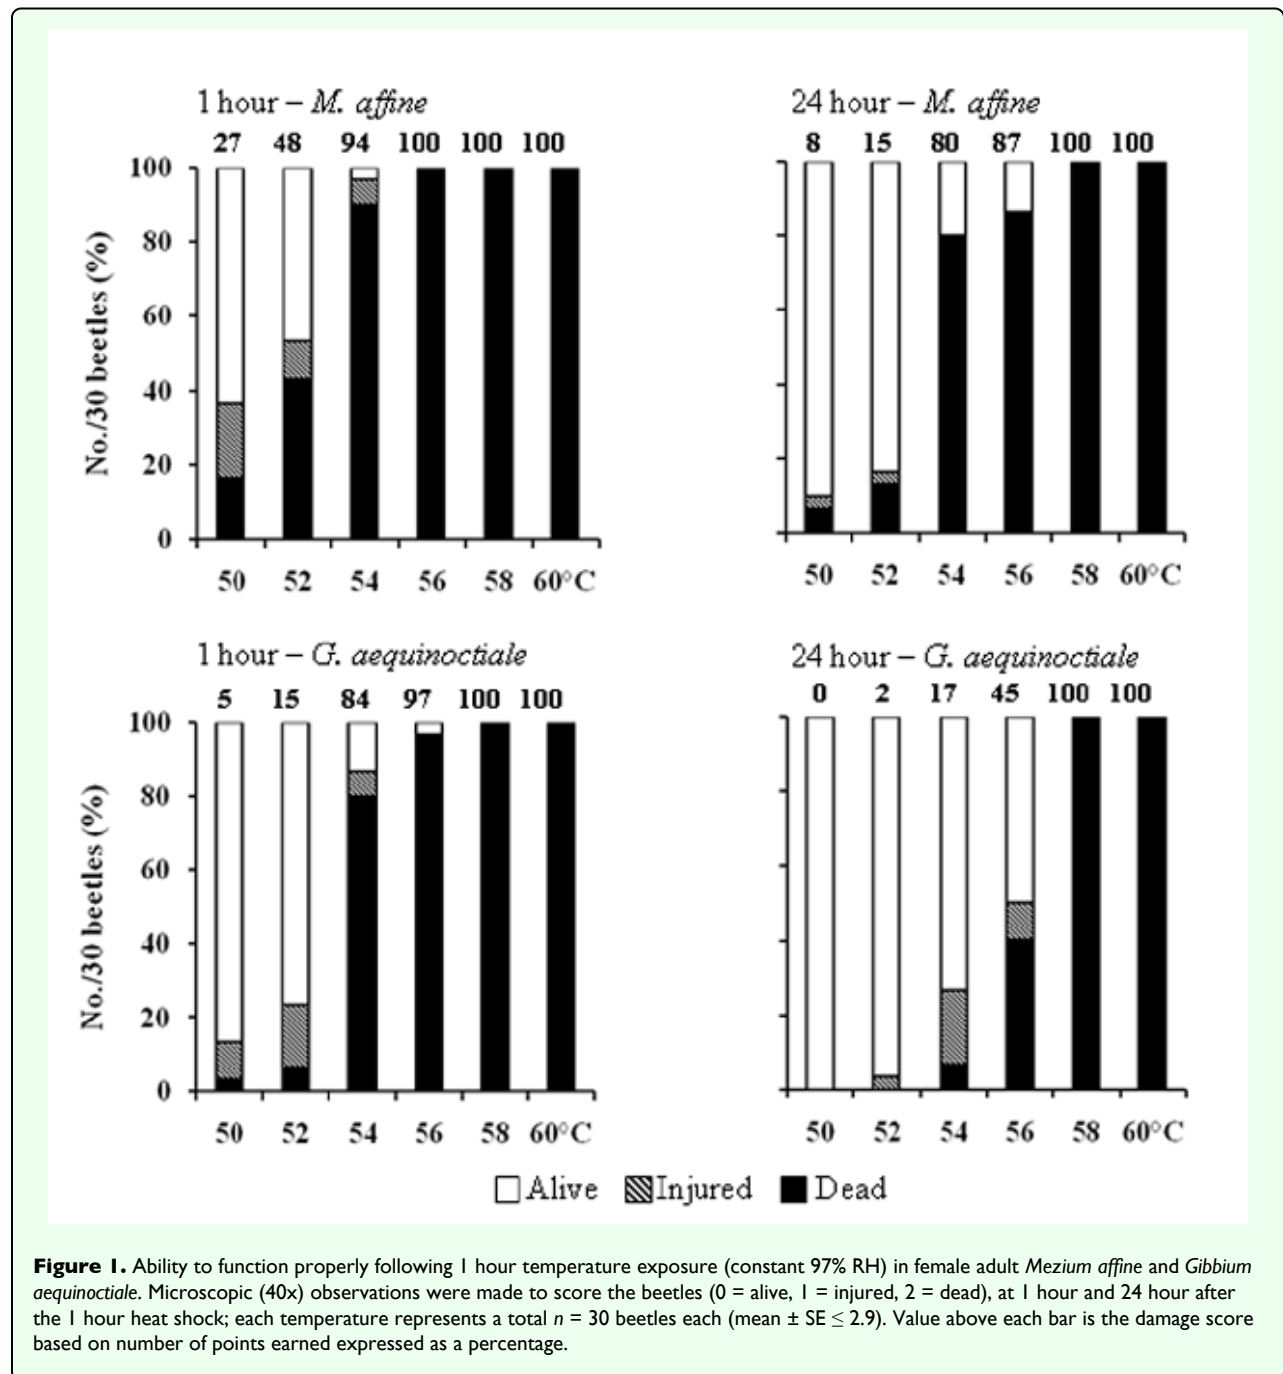 1 hour – M. affine
27 48 94 100 100 100
100
80
60
40
20
0
No./30 beetles (%)
50 52 54 56 58 60°C
24 hour – M. affine
8 15 80 87 100 100
50 52 54 56 58 60°C
1 hour – G. aequinoctiale
5 15 84 97 100 100
100
80
60
40
20
0
No./30 beetles (%)
50 52 54 56 58 60°C
24 hour – G. aequinoctiale
0 2 17 45 100 100
50 52 54 56 58 60°C
Alive Injured Dead
Figure 1. Ability to function properly following 1 hour temperature exposure (constant 97% RH) in female adult Mezium affine and Gibbium
aequinoctiale. Microscopic (40x) observations were made to score the beetles (0 = alive, 1 = injured, 2 = dead), at 1 hour and 24 hour after
the 1 hour heat shock; each temperature represents a total n = 30 beetles each (mean ± SE ≤ 2.9). Value above each bar is the damage score
based on number of points earned expressed as a percentage.